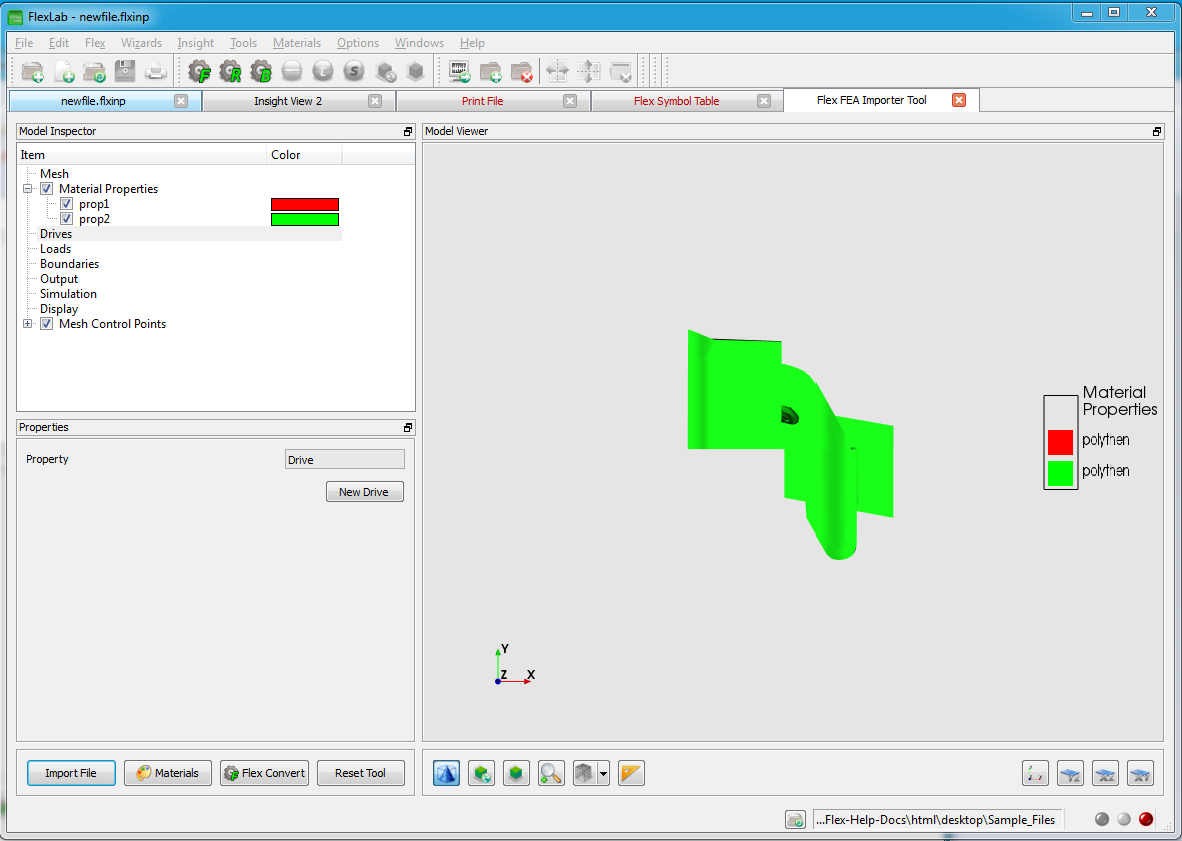 FlexLab - newfile.flxinp
File Edit Flex Wizards Insight Tools Materials Options Windows Help
F R B t S
newfile.flxinp Insight View 2 Print File Flex Symbol Table Flex FEA Importer Tool
Model Inspector
Item Color
Mesh
Material Properties
prop1
prop2
Drives
Loads
Boundaries
Output
Simulation
Display
Mesh Control Points
Properties
Property Drive
New Drive
Import File Materials Flex Convert Reset Tool
Model Viewer
Material
Properties
polythen
polythen
Y
Z X
YZ XZ XY
...Flex-Help-Docs\html\desktop\Sample_Files